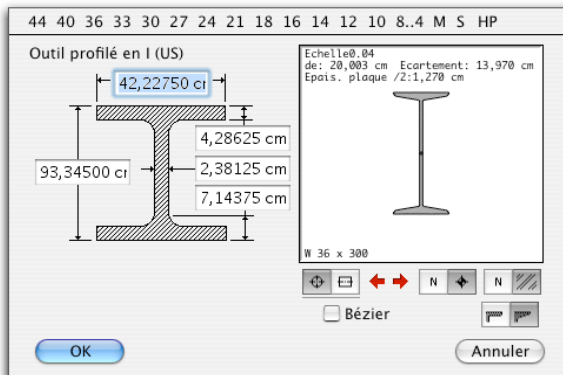 44 40 36 33 30 27 24 21 18 16 14 12 10 8..4 M S HP
Outil profilé en I (US)
42,22750 cm
4,28625 cm
93,34500 cm
2,38125 cm
7,14375 cm
Echelle0.04
de: 20,003 cm Ecartement: 13,970 cm
Epais. plaque /2:1,270 cm
W 36 x 300
N N
Bézier
OK Annuler